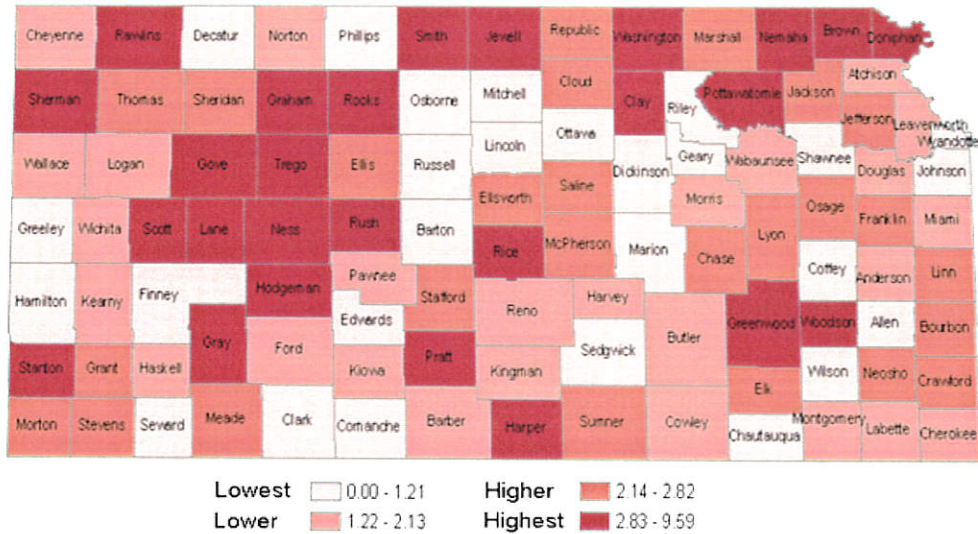 Cheyenne Rawlins Decatur Norton Phillips Smith Jewell Republic Washington Marshall Nemaha Brown Doniphan
Atchison
Sherman Thomas Sheridan Graham Rooks Osborne Mitchell Cloud Clay Riley Pottawatomie Jackson
Jefferson Leavenworth
Wyandotte
Ottawa
Lincoln
Wallace Logan Gove Trego Ellis Russell Dickinson Geary Wabaunsee Shawnee Douglas Johnson
Ellsworth Saline Morris
Greeley Wichita Scott Lane Ness Rush Barton Rice McPherson Marion Chase Lyon Osage Franklin Miami
Coffey Anderson Linn
Hamilton Kearny Finney Hodgeman Pawnee Stafford Reno Harvey
Edwards
Gray Ford Sedgwick Butler Greenwood Woodson Allen Bourbon
Stanton Grant Haskell Kiowa Pratt Kingman Elk Wilson Neosho Crawford
Morton Stevens Seward Meade Clark Comanche Barber Harper Sumner Cowley Chautauqua Montgomery Labette Cherokee
Lowest 0.00 - 1.21 Higher 2.14 - 2.82
Lower 1.22 - 2.13 Highest 2.83 - 9.59